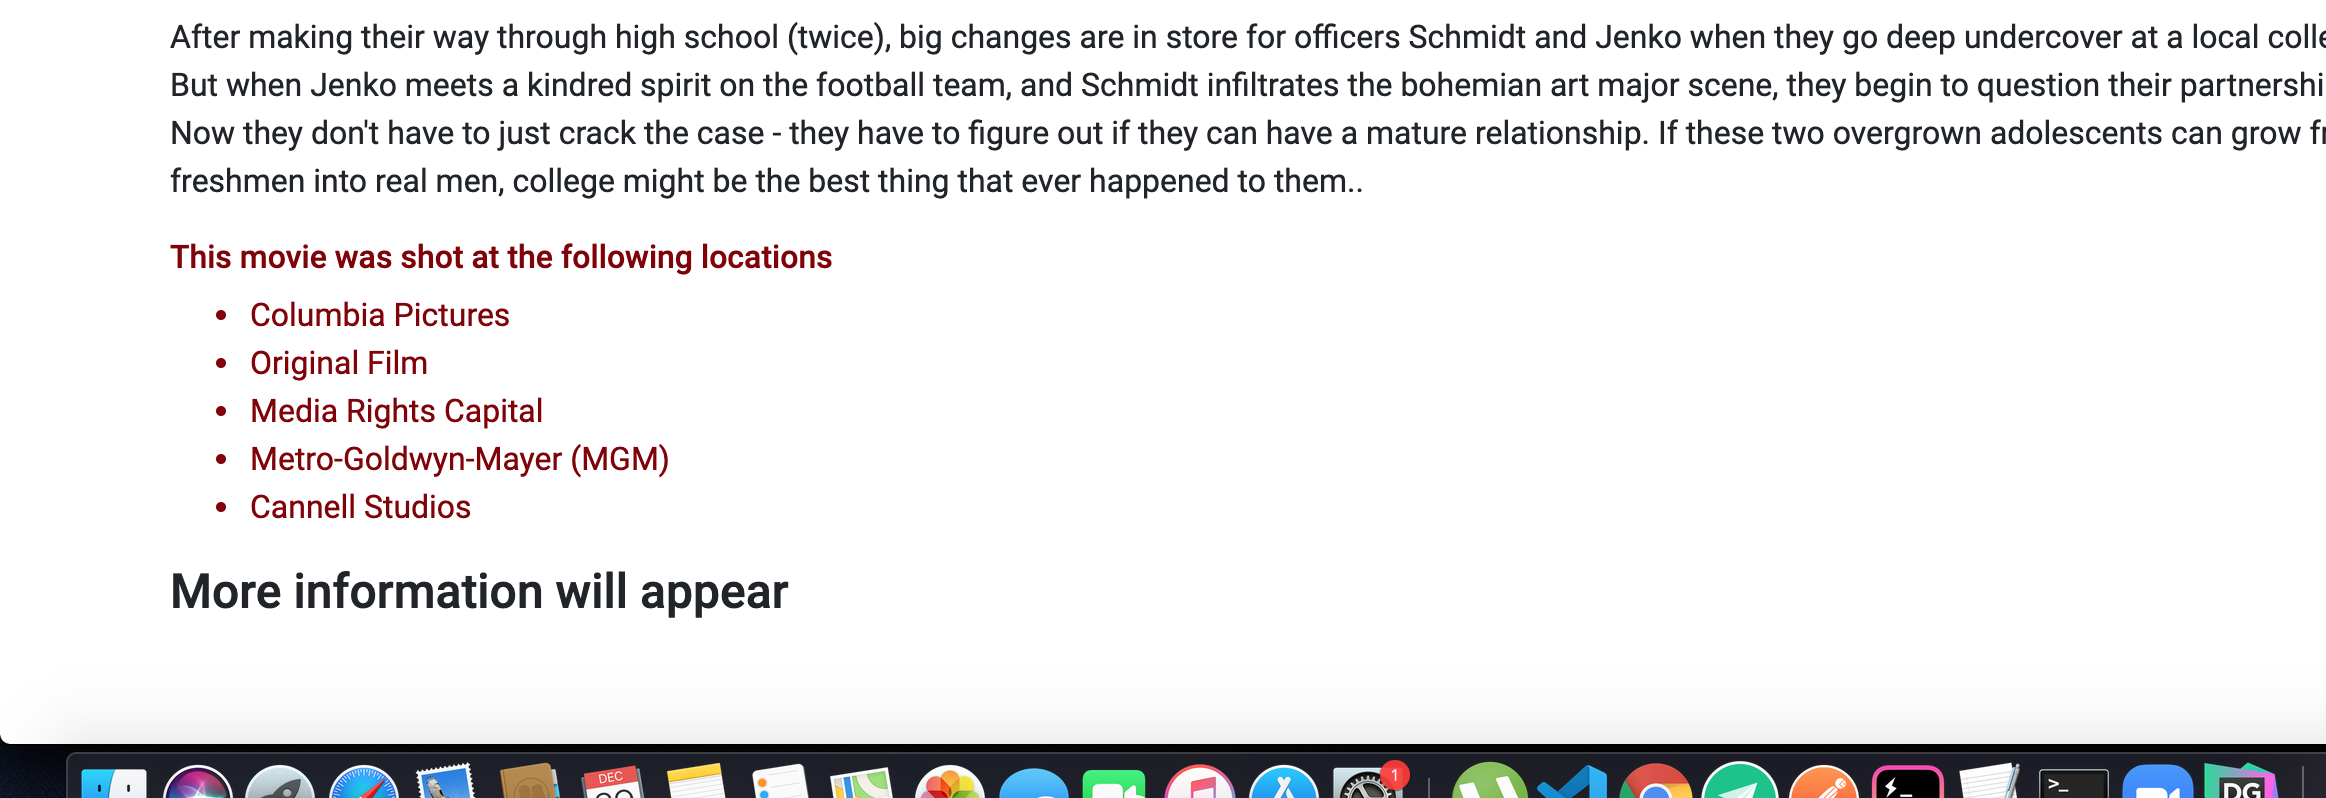 After making their way through high school (twice), big changes are in store for officers Schmidt and Jenko when they go deep undercover at a local
But when Jenko meets a kindred spirit on the football team, and Schmidt infiltrates the bohemian art major scene, they begin to question their
Now they don't have to just crack the case - they have to figure out if they can have a mature relationship. If these two overgrown adolescents can grow
freshmen into real men, college might be the best thing that ever happened to them..
This movie was shot at the following locations
• Columbia Pictures
• Original Film
• Media Rights Capital
• Metro-Goldwyn-Mayer (MGM)
• Cannell Studios
More information will appear
DEC
1
>_
DG